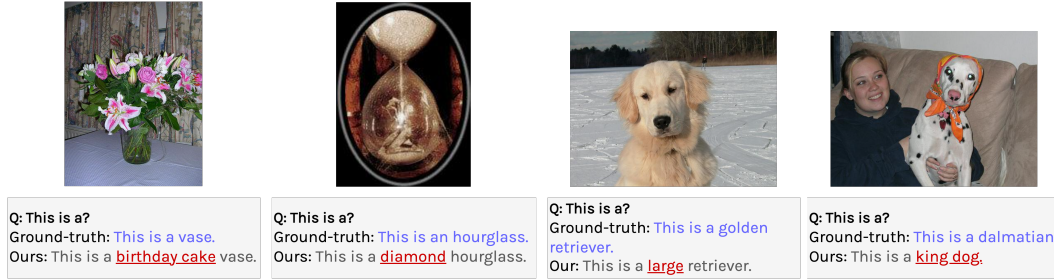 Q: This is a?
Ground-truth: This is a vase.
Ours: This is a birthday cake vase.
Q: This is a?
Ground-truth: This is an hourglass.
Ours: This is a diamond hourglass.
Q: This is a?
Ground-truth: This is a golden
retriever.
Our: This is a large retriever.
Q: This is a?
Ground-truth: This is a dalmatian
Ours: This is a king dog.